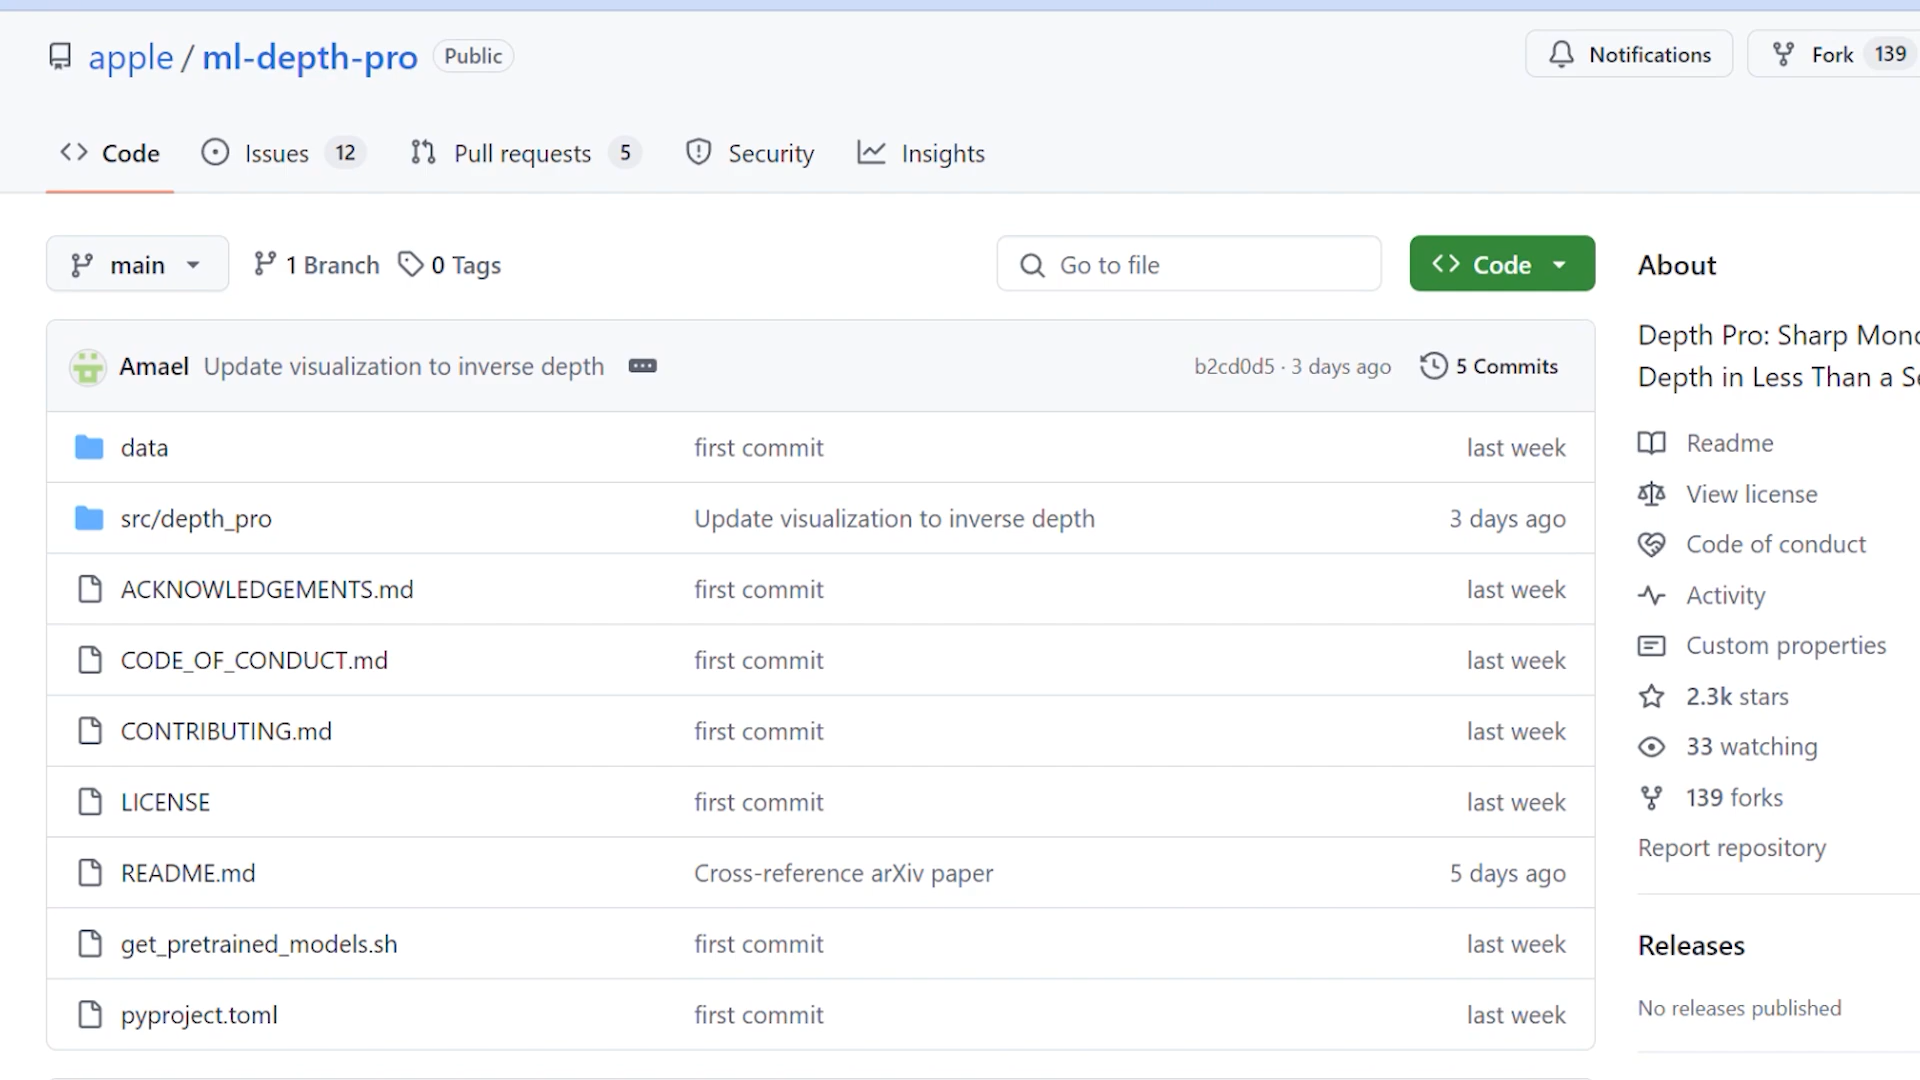 apple / ml-depth-pro Public
Notifications
Fork 139
Code
Issues 12
Pull requests 5
Security
Insights
main
1 Branch
0 Tags
Go to file
Code
Amael Update visualization to inverse depth
b2cd0d5 · 3 days ago
5 Commits
data first commit last week
src/depth_pro Update visualization to inverse depth 3 days ago
ACKNOWLEDGEMENTS.md first commit last week
CODE_OF_CONDUCT.md first commit last week
CONTRIBUTING.md first commit last week
LICENSE first commit last week
README.md Cross-reference arXiv paper 5 days ago
get_pretrained_models.sh first commit last week
pyproject.toml first commit last week
About
Depth Pro: Sharp
Depth in Less Than a
Readme
View license
Code of conduct
Activity
Custom properties
2.3k stars
33 watching
139 forks
Report repository
Releases
No releases published